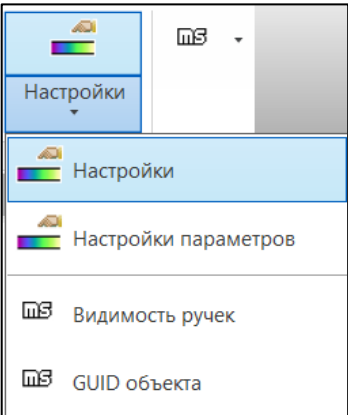 ms
Настройки
Настройки
Настройки параметров
ms Видимость ручек
ms GUID объекта